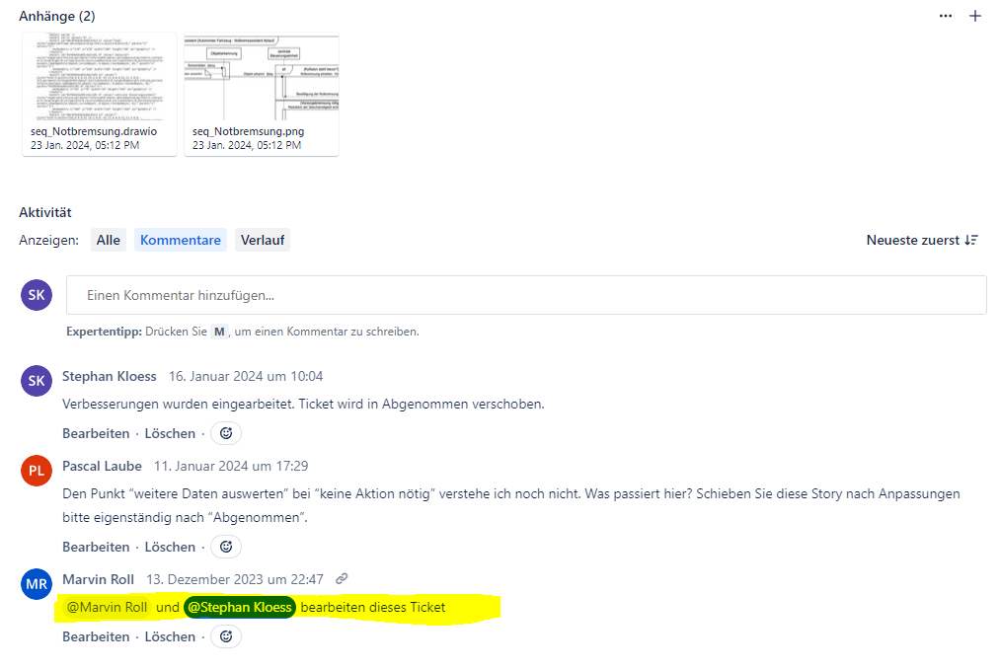 Anhänge (2)
seq_Notbremsung.drawio
23 Jan. 2024, 05:12 PM
Objekterkennung
zentrale
Steuerungseinheit
seq_Notbremsung.png
23 Jan. 2024, 05:12 PM
Aktivität
Anzeigen: Alle Kommentare Verlauf Neueste zuerst
SK Einen Kommentar hinzufügen...
Expertentipp: Drücken Sie M, um einen Kommentar zu schreiben.
SK Stephan Kloess 16. Januar 2024 um 10:04
Verbesserungen wurden eingearbeitet. Ticket wird in Abgenommen verschoben.
Bearbeiten · Löschen ·
PL Pascal Laube 11. Januar 2024 um 17:29
Den Punkt “weitere Daten auswerten” bei “keine Aktion nötig” verstehe ich noch nicht. Was passiert hier? Schieben Sie diese Story nach Anpassungen
bitte eigenständig nach “Abgenommen”.
Bearbeiten · Löschen ·
MR Marvin Roll 13. Dezember 2023 um 22:47
@Marvin Roll und @Stephan Kloess bearbeiten dieses Ticket
Bearbeiten · Löschen ·